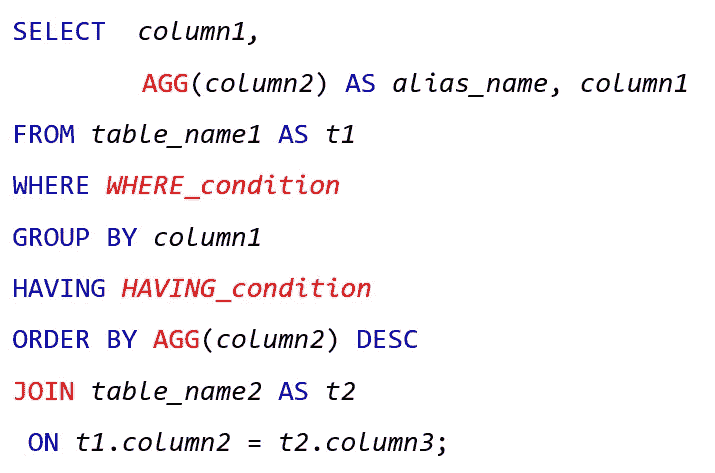 SELECT column1,
AGG(column2) AS alias_name, column1
FROM table_name1 AS t1
WHERE WHERE_condition
GROUP BY column1
HAVING HAVING_condition
ORDER BY AGG(column2) DESC
JOIN table_name2 AS t2
ON t1.column2 = t2.column3;